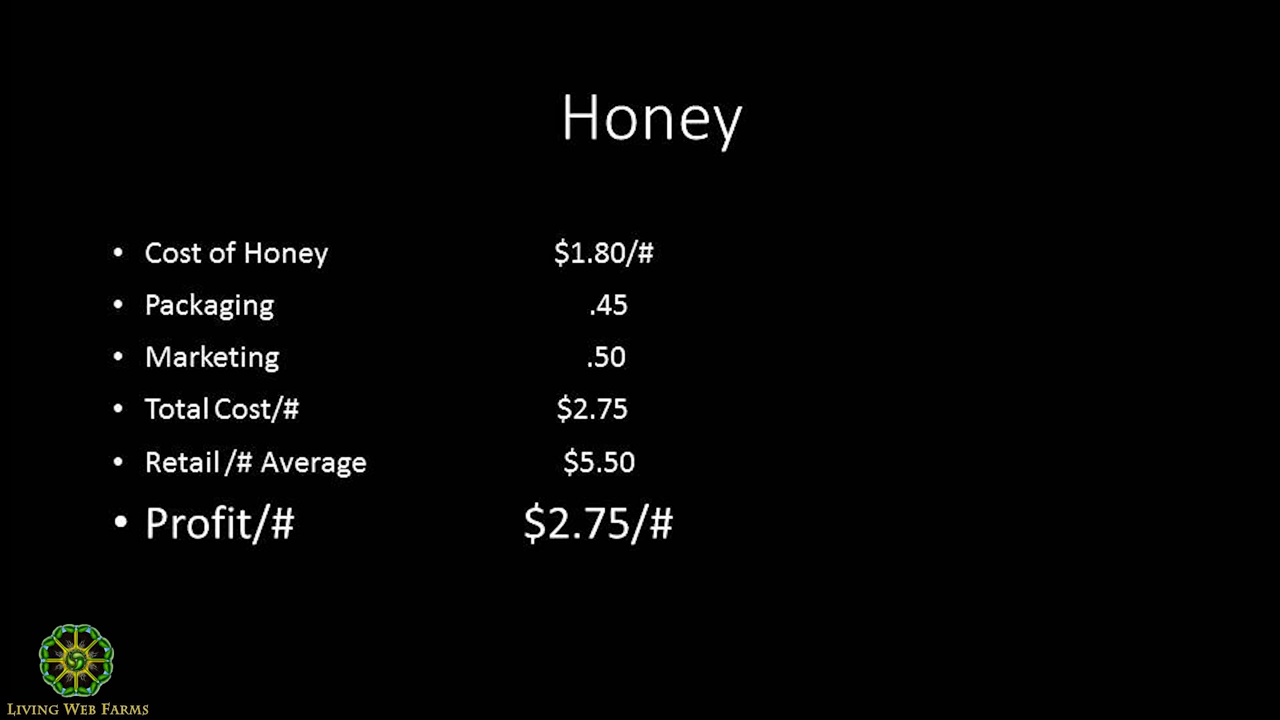 Honey
• Cost of Honey $1.80/#
• Packaging .45
• Marketing .50
• Total Cost/# $2.75
• Retail /# Average $5.50
• Profit/# $2.75/#
LIVING WEB FARMS